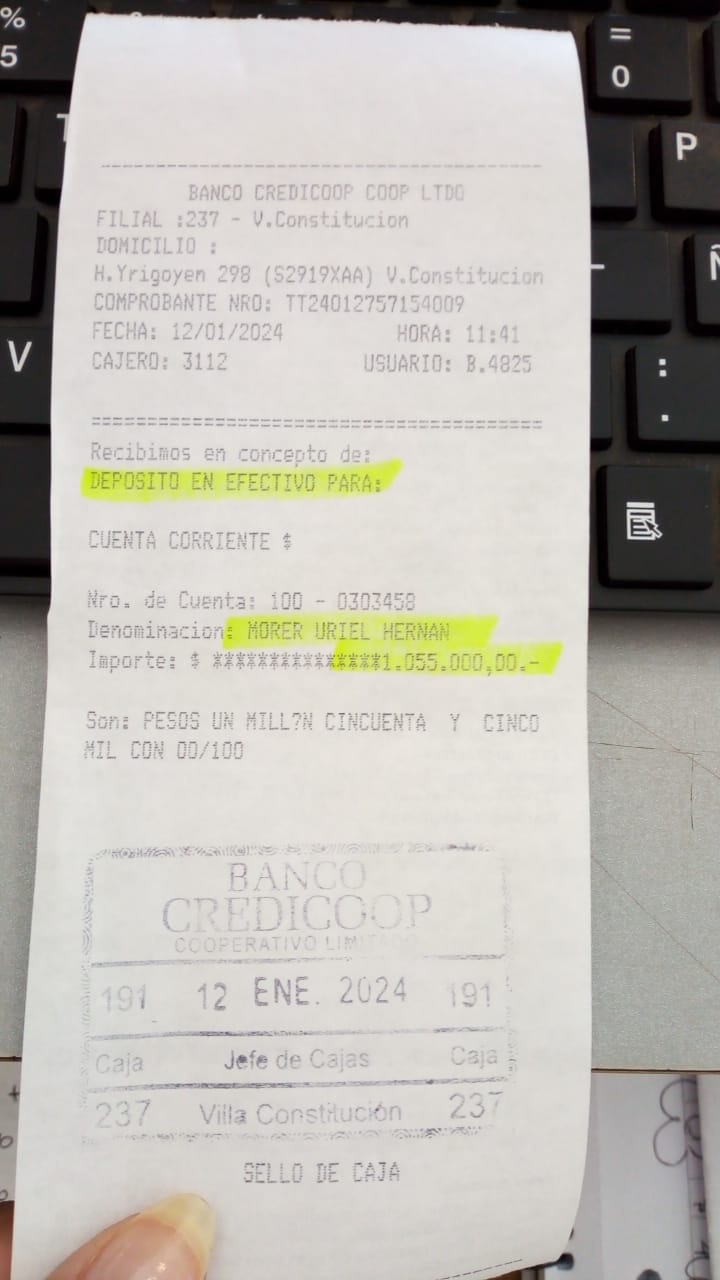 BANCO CREDICOOP COOP LTDO
FILIAL :237 - V.Constitucion
DOMICILIO :
H.Yrigoyen 298 (S2919XAA) V.Constitucion
COMPROBANTE NRO: TT24012757154009
FECHA: 12/01/2024 HORA: 11:41
CAJERO: 3112 USUARIO: B.4825
==========================================
Recibimos en concepto de:
DEPOSITO EN EFECTIVO PARA:
CUENTA CORRIENTE $
Nro. de Cuenta: 100 - 0303458
Denominacion: MORER URIEL HERNAN
Importe: $ ***************1.055.000,00.-
Son: PESOS UN MILL?N CINCUENTA Y CINCO
MIL CON 00/100
BANCO
CREDICOOP
COOPERATIVO LIMITADO
191 12 ENE. 2024 191
Caja Jefe de Cajas Caja
237 Villa Constitución 237
SELLO DE CAJA
%
5
T
V
=
0
P
Ñ
:
.